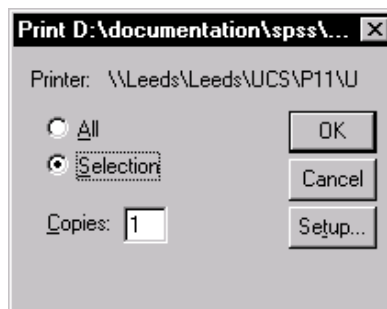 Print D:\documentation\spss\...
Printer: \\Leeds\Leeds\UCS\P11\U
All
OK
Selection
Cancel
Copies: 1
Setup...